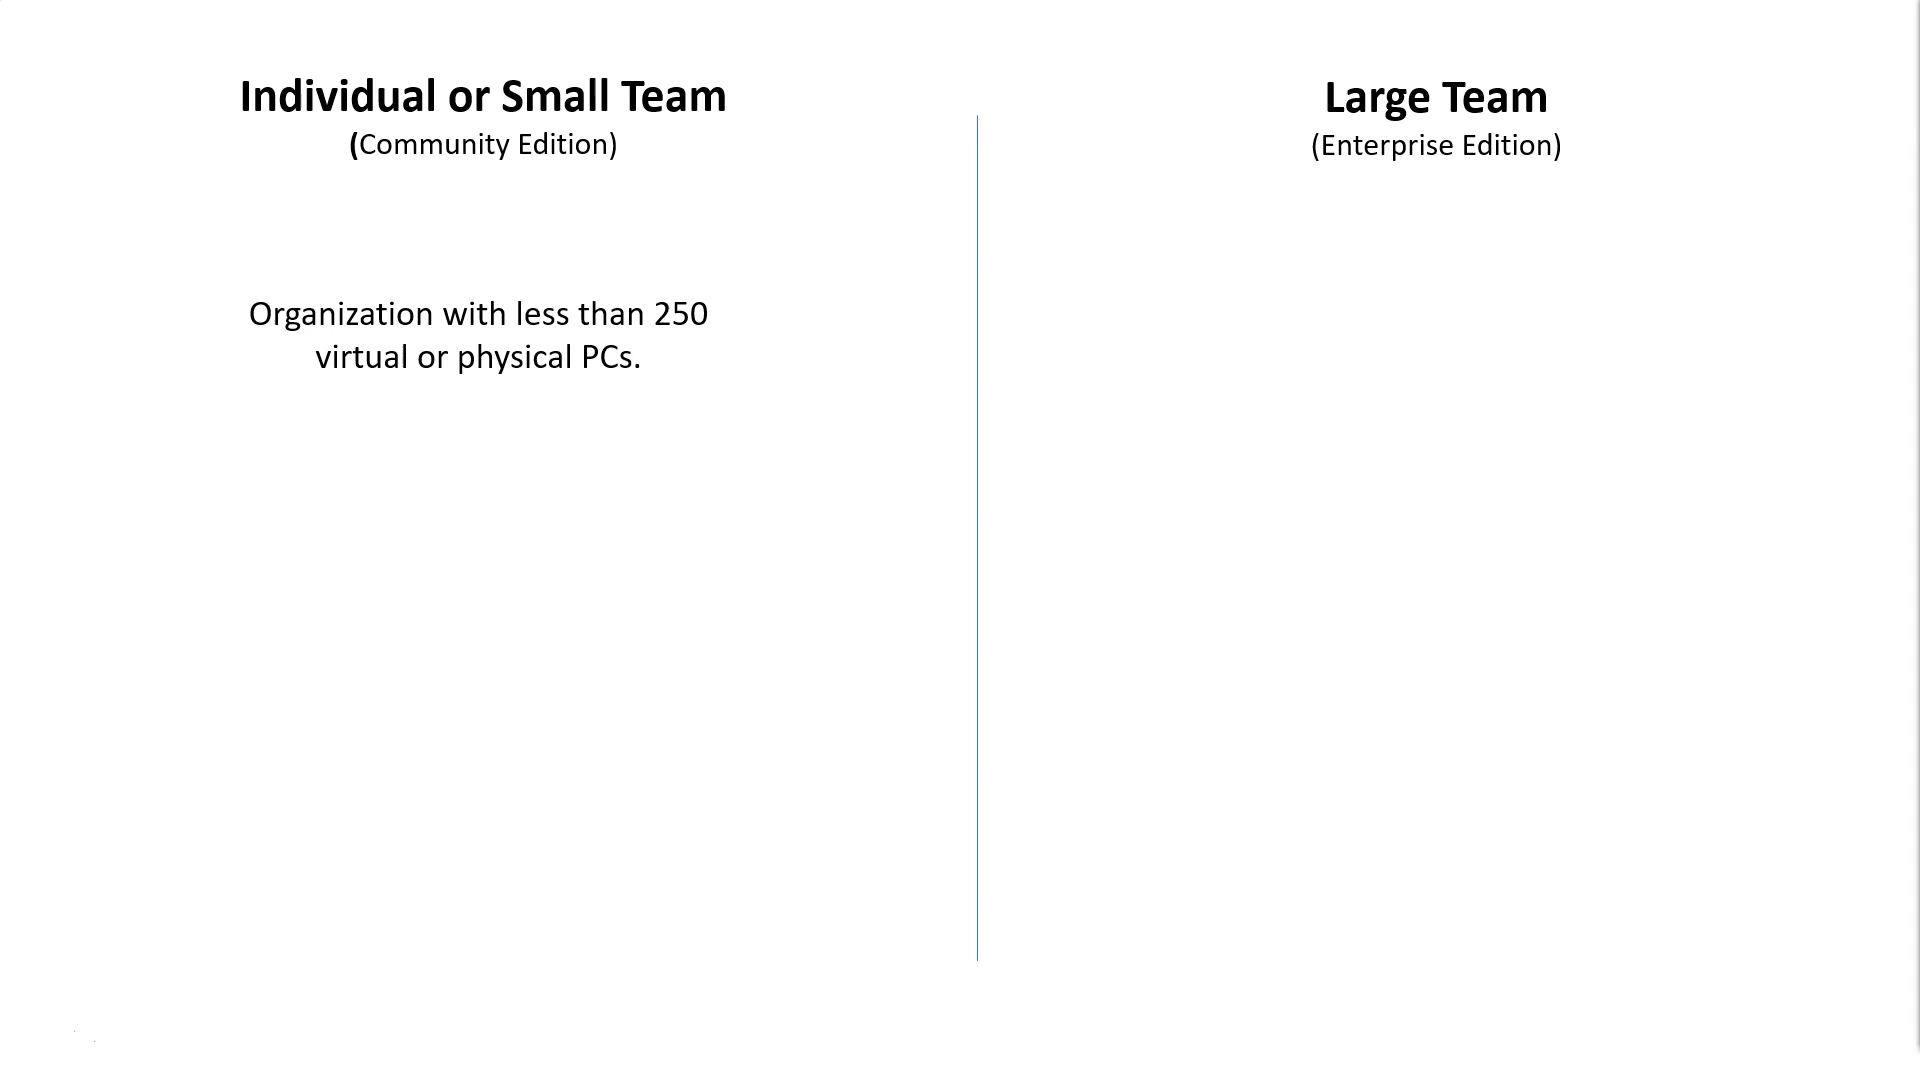 Individual or Small Team
(Community Edition)
Organization with less than 250
virtual or physical PCs.
Large Team
(Enterprise Edition)